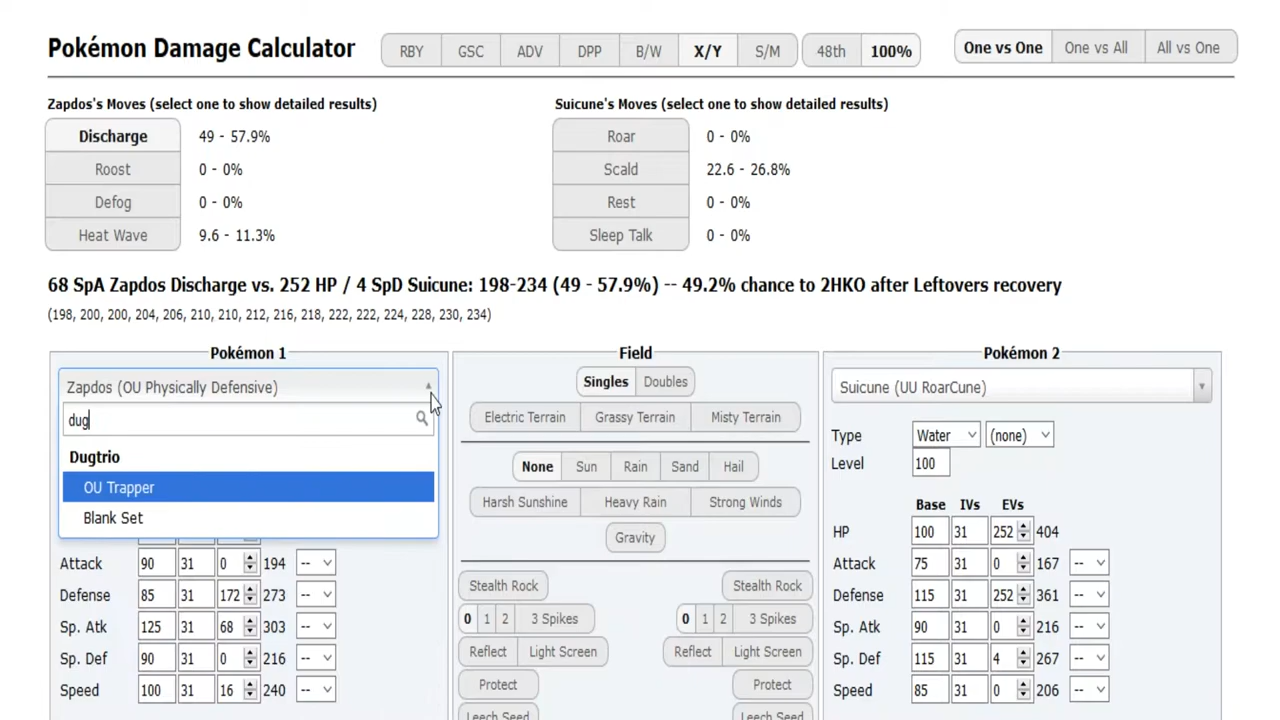 Pokémon Damage Calculator RBY GSC ADV DPP B/W X/Y S/M 48th 100% One vs One One vs All All vs One
Zapdos's Moves (select one to show detailed results) Suicune's Moves (select one to show detailed results)
Discharge 49 - 57.9% Roar 0 - 0%
Roost 0 - 0% Scald 22.6 - 26.8%
Defog 0 - 0% Rest 0 - 0%
Heat Wave 9.6 - 11.3% Sleep Talk 0 - 0%
68 SpA Zapdos Discharge vs. 252 HP / 4 SpD Suicune: 198-234 (49 - 57.9%) -- 49.2% chance to 2HKO after Leftovers recovery
(198, 200, 200, 204, 206, 210, 210, 212, 216, 218, 222, 222, 224, 228, 230, 234)
Pokémon 1
Zapdos (OU Physically Defensive)
dug
Dugtrio
OU Trapper
Blank Set
Attack 90 31 0 194 --
Defense 85 31 172 273 --
Sp. Atk 125 31 68 303 --
Sp. Def 90 31 0 216 --
Speed 100 31 16 240 --
Field
Singles Doubles
Electric Terrain Grassy Terrain Misty Terrain
None Sun Rain Sand Hail
Harsh Sunshine Heavy Rain Strong Winds
Gravity
Stealth Rock Stealth Rock
0 1 2 3 Spikes 0 1 2 3 Spikes
Reflect Light Screen Reflect Light Screen
Protect Protect
Leech Seed Leech Seed
Pokémon 2
Suicune (UU RoarCune)
Type Water (none)
Level 100
Base IVs EVs
HP 100 31 252 404
Attack 75 31 0 167 --
Defense 115 31 252 361 --
Sp. Atk 90 31 0 216 --
Sp. Def 115 31 4 267 --
Speed 85 31 0 206 --